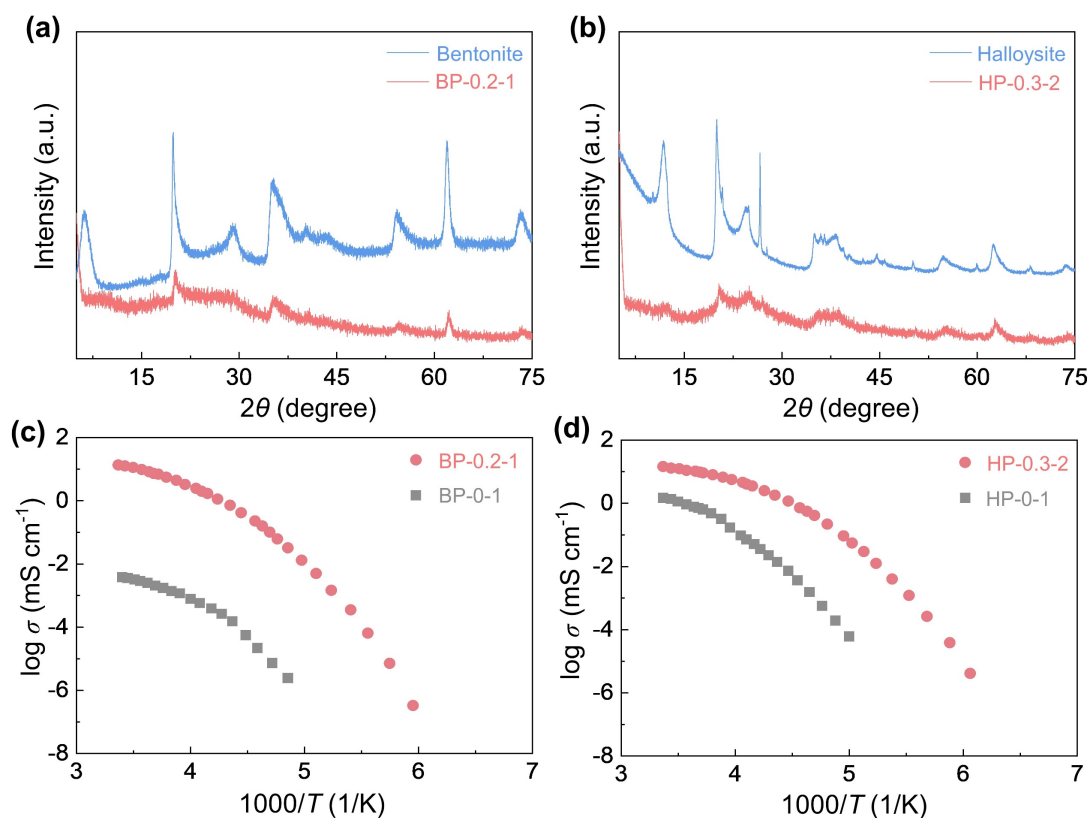 (a)
Bentonite
BP-0.2-1
Intensity (a.u.)
15 30 45 60 75
2θ (degree)
(b)
Halloysite
HP-0.3-2
Intensity (a.u.)
15 30 45 60 75
2θ (degree)
(c)
BP-0.2-1
BP-0-1
log σ (mS cm⁻¹)
2
0
-2
-4
-6
-8
3 4 5 6 7
1000/T (1/K)
(d)
HP-0.3-2
HP-0-1
log σ (mS cm⁻¹)
2
0
-2
-4
-6
-8
3 4 5 6 7
1000/T (1/K)